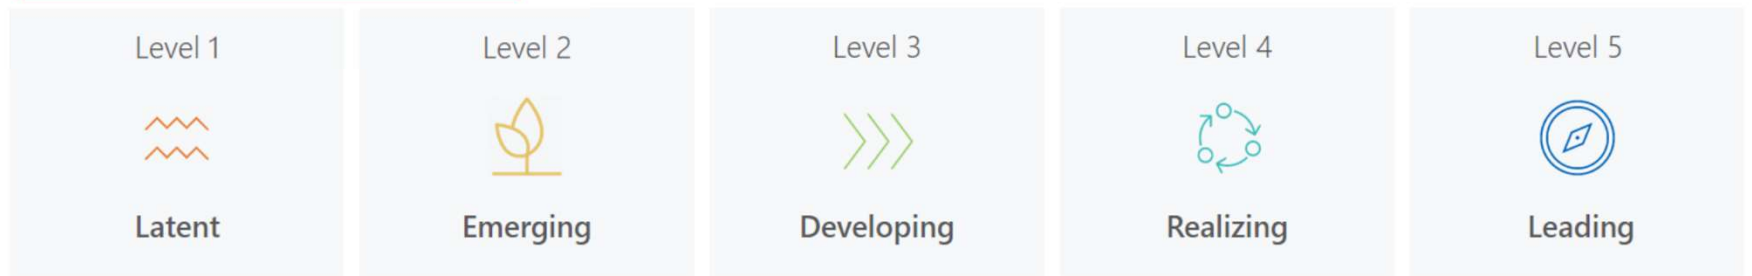 Level 1
Latent
Level 2
Emerging
Level 3
Developing
Level 4
Realizing
Level 5
Leading